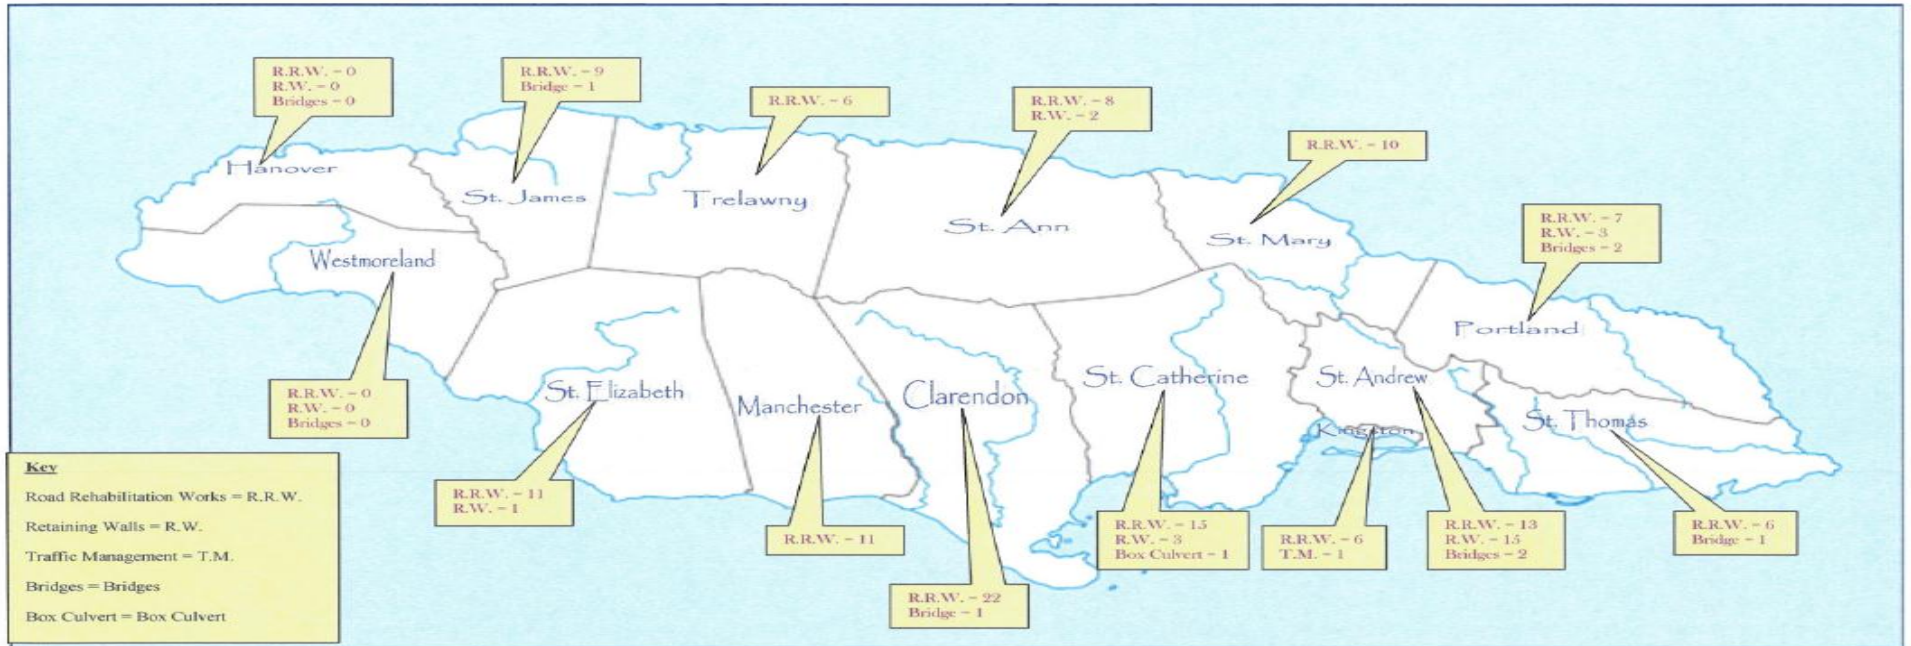 R.R.W. = 0
R.W. = 0
Bridges = 0
R.R.W. = 9
Bridge = 1
R.R.W. = 6
R.R.W. = 8
R.W. = 2
R.R.W. = 10
R.R.W. = 7
R.W. = 3
Bridges = 2
Hanover
St. James
Trelawny
St. Ann
St. Mary
Westmoreland
Portland
St. Elizabeth
Manchester
Clarendon
St. Catherine
St. Andrew
Kingston
St. Thomas
R.R.W. = 0
R.W. = 0
Bridges = 0
R.R.W. = 11
R.W. = 1
R.R.W. = 11
R.R.W. = 22
Bridge = 1
R.R.W. = 15
R.W. = 3
Box Culvert = 1
R.R.W. = 6
T.M. = 1
R.R.W. = 13
R.W. = 15
Bridges = 2
R.R.W. = 6
Bridge = 1
Key
Road Rehabilitation Works = R.R.W.
Retaining Walls = R.W.
Traffic Management = T.M.
Bridges = Bridges
Box Culvert = Box Culvert